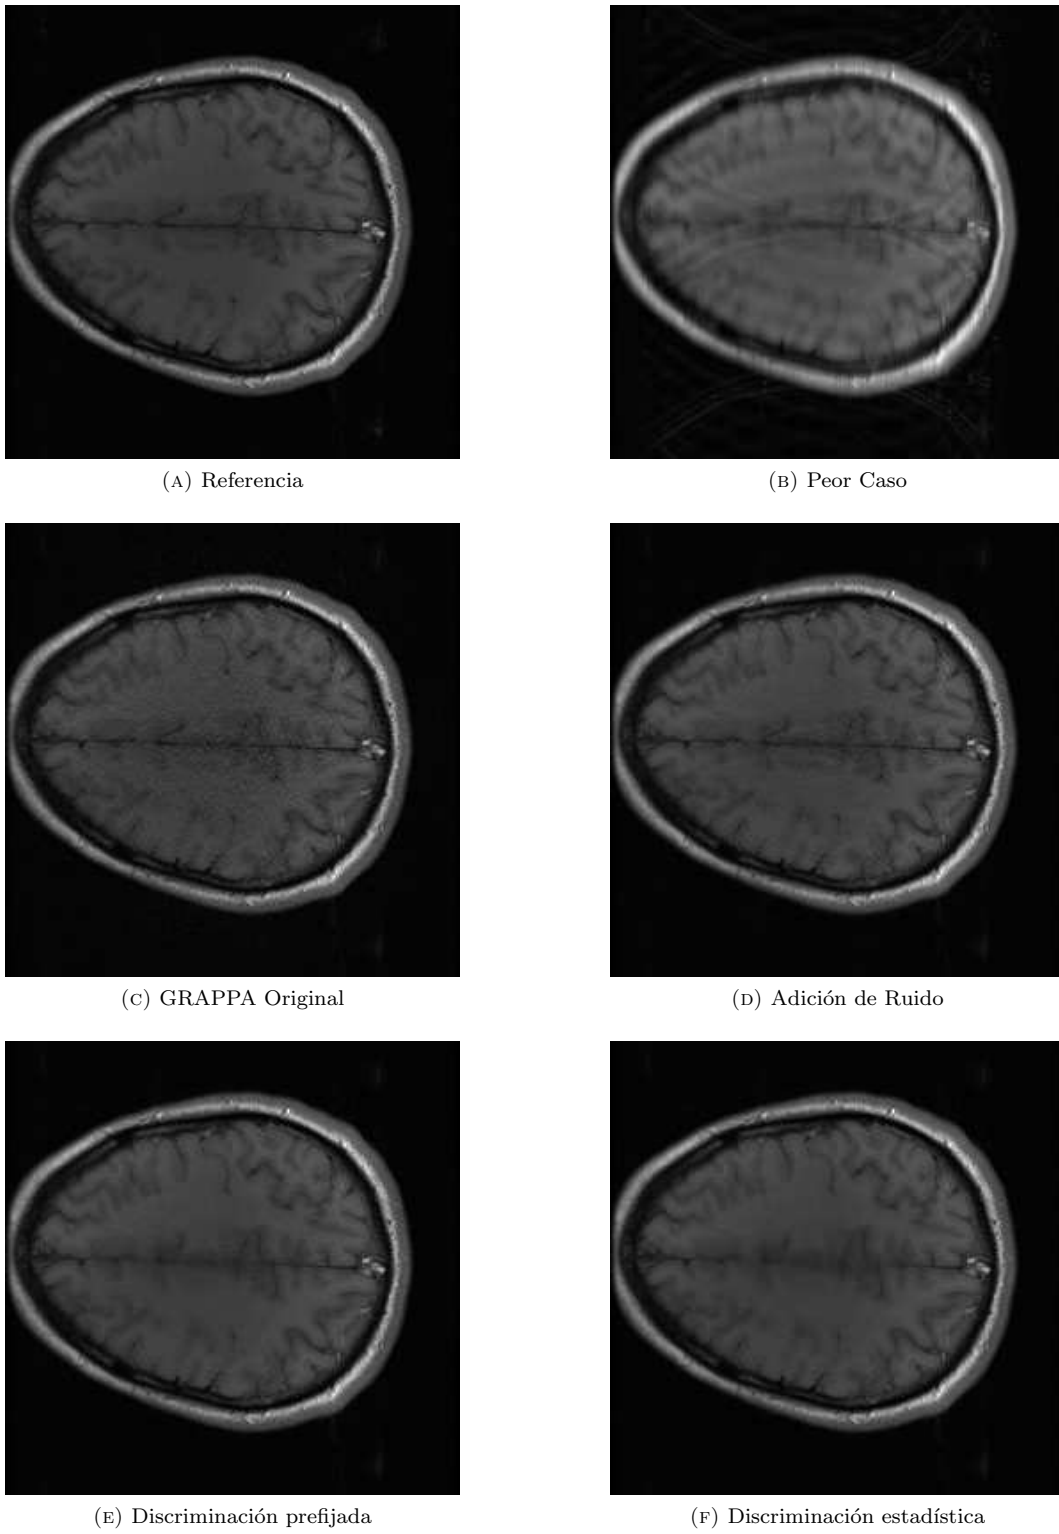 (A) Referencia
(B) Peor Caso
(C) GRAPPA Original
(D) Adición de Ruido
(E) Discriminación prefijada
(F) Discriminación estadística